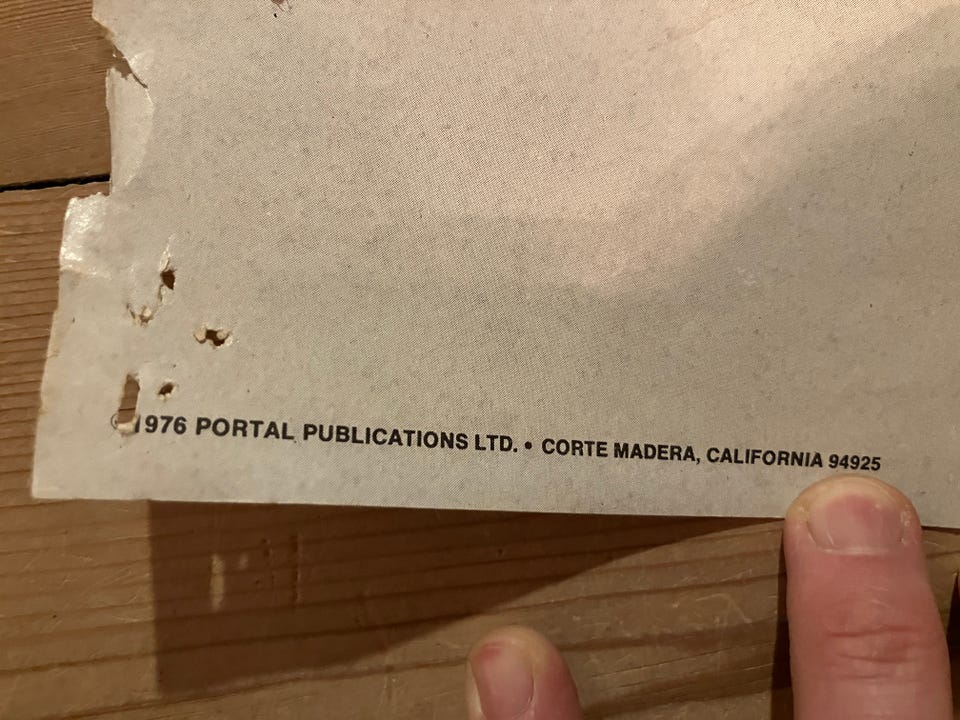 © 1976 PORTAL PUBLICATIONS LTD. • CORTE MADERA, CALIFORNIA 94925